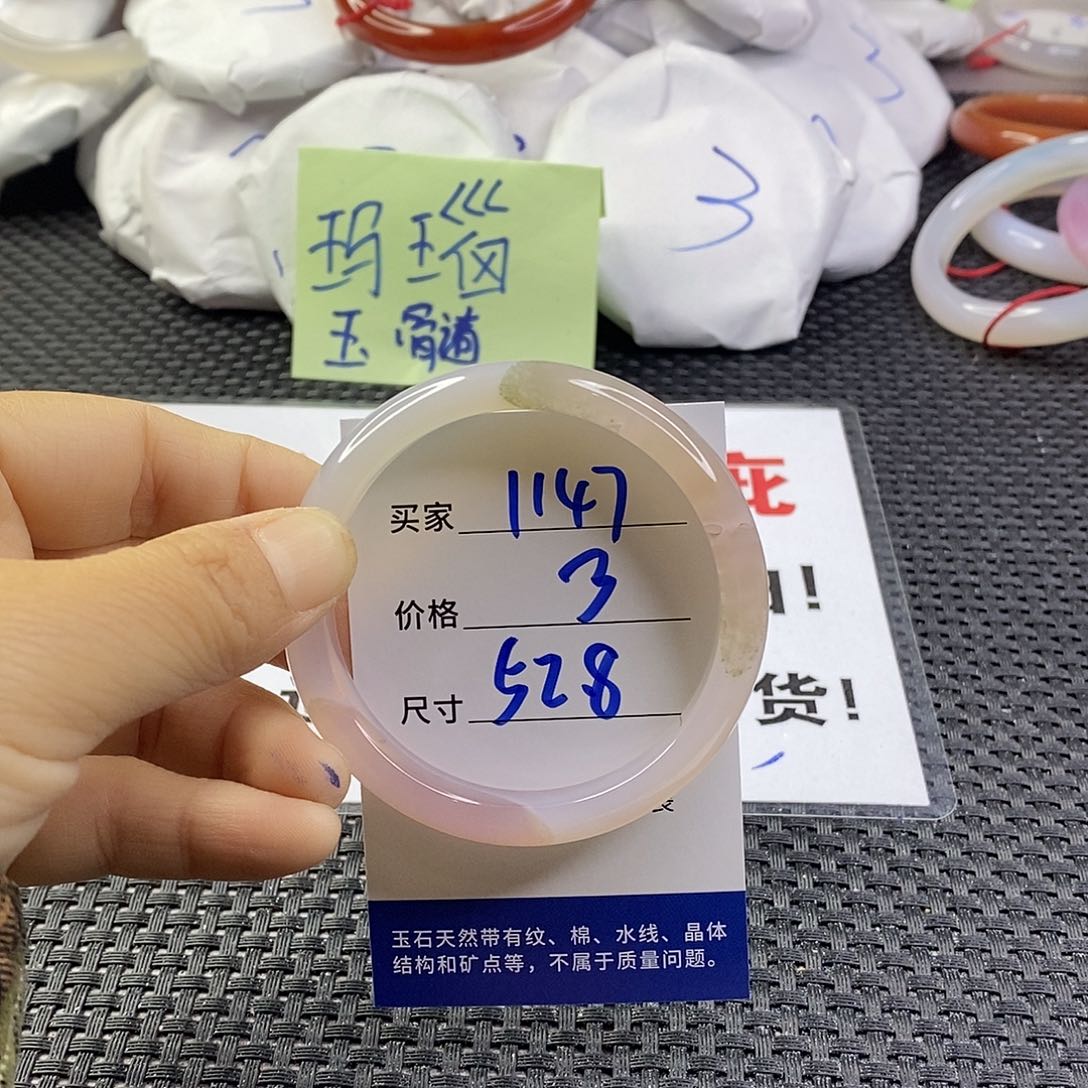 3
玛瑙
玉髓
疵
买家 1147
!
价格 3
尺寸 528
货!
玉石天然带有纹、棉、水线、晶体
结构和矿点等，不属于质量问题。